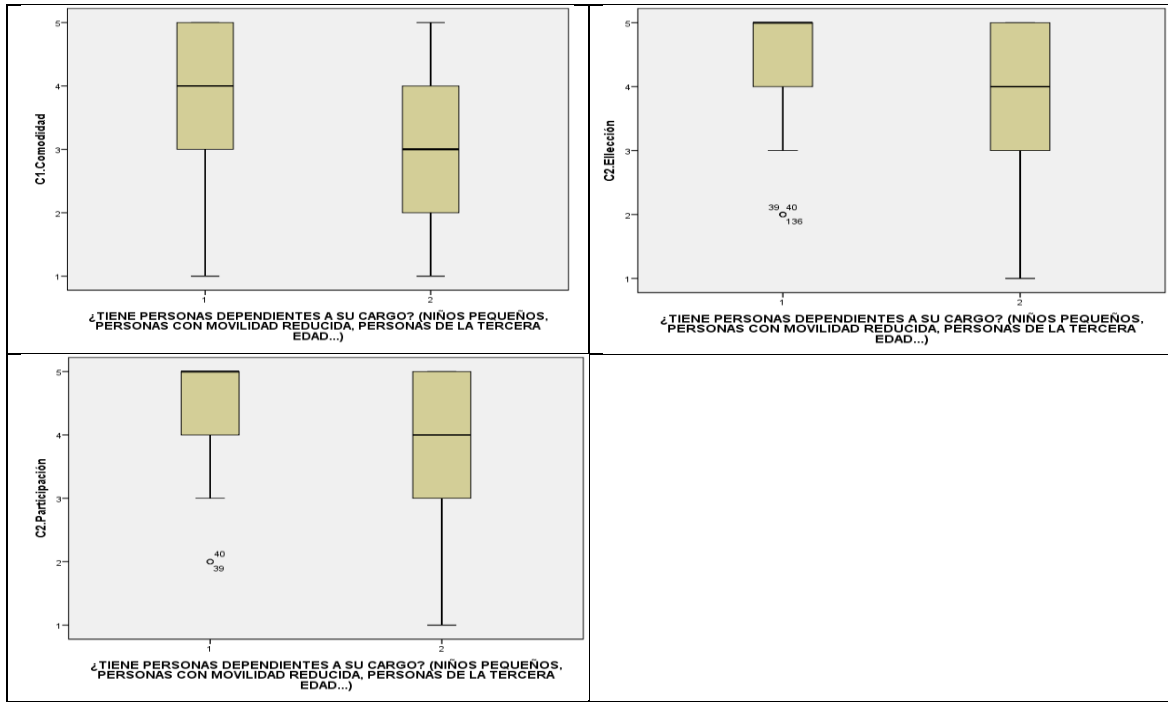 C1.Comodidad
5
4
3
2
1
1
2
¿TIENE PERSONAS DEPENDIENTES A SU CARGO? (NIÑOS PEQUEÑOS,
PERSONAS CON MOVILIDAD REDUCIDA, PERSONAS DE LA TERCERA
EDAD...)
C2.Ellección
5
4
3
2
1
39 40
136
1
2
¿TIENE PERSONAS DEPENDIENTES A SU CARGO? (NIÑOS PEQUEÑOS,
PERSONAS CON MOVILIDAD REDUCIDA, PERSONAS DE LA TERCERA
EDAD...)
C2.Participación
5
4
3
2
1
40
39
1
2
¿TIENE PERSONAS DEPENDIENTES A SU CARGO? (NIÑOS PEQUEÑOS,
PERSONAS CON MOVILIDAD REDUCIDA, PERSONAS DE LA TERCERA
EDAD...)